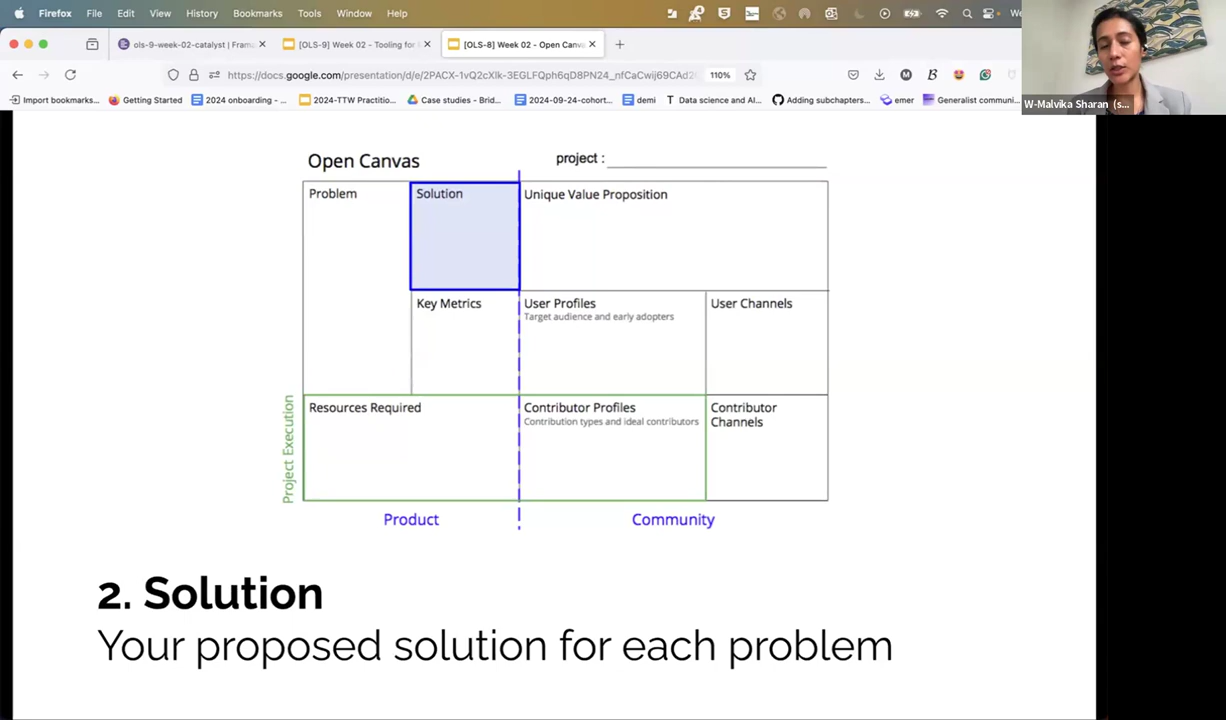 Firefox File Edit View History Bookmarks Tools Window Help
ols-9-week-02-catalyst | Frama
[OLS-9] Week 02 - Tooling for
[OLS-8] Week 02 - Open Canva
https://docs.google.com/presentation/d/e/2PACX-1vQ2cXlk-3EGLFQph6qD8PN24_nfCaCwij69CAd2
110%
Import bookmarks...
Getting Started
2024 onboarding - ...
2024-TTW Practitio...
Case studies - Brid...
2024-09-24-cohort...
demi
Data science and AI...
Adding subchapters...
emer
Generalist communi...
W-Malvika Sharan (s...
Open Canvas
project :
Problem
Solution
Unique Value Proposition
Key Metrics
User Profiles
Target audience and early adopters
User Channels
Project Execution
Resources Required
Contributor Profiles
Contribution types and ideal contributors
Contributor
Channels
Product
Community
2. Solution
Your proposed solution for each problem